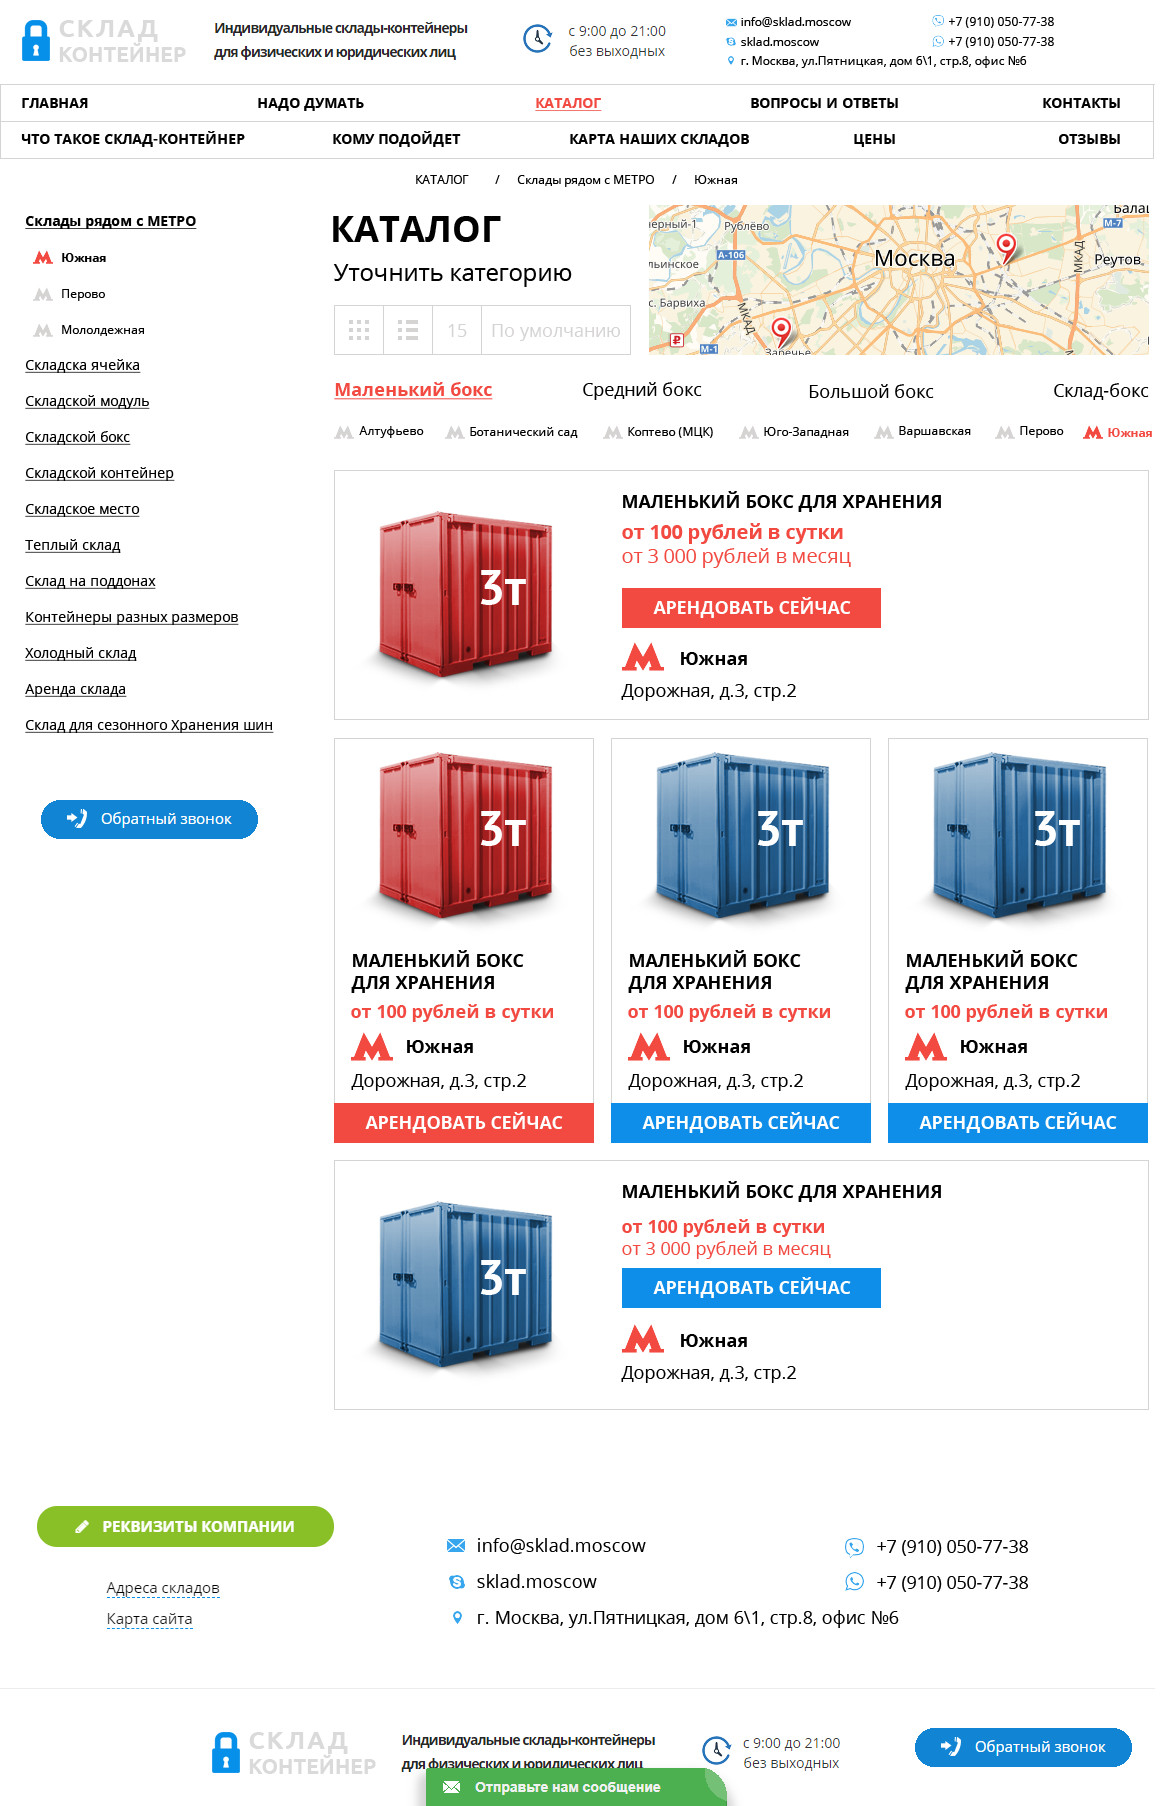 СКЛАД
КОНТЕЙНЕР
Индивидуальные склады-контейнеры
для физических и юридических лиц
с 9:00 до 21:00
без выходных
info@sklad.moscow
sklad.moscow
г. Москва, ул.Пятницкая, дом 6\1, стр.8, офис №6
+7 (910) 050-77-38
+7 (910) 050-77-38
ГЛАВНАЯ НАДО ДУМАТЬ КАТАЛОГ ВОПРОСЫ И ОТВЕТЫ КОНТАКТЫ
ЧТО ТАКОЕ СКЛАД-КОНТЕЙНЕР КОМУ ПОДОЙДЕТ КАРТА НАШИХ СКЛАДОВ ЦЕНЫ ОТЗЫВЫ
КАТАЛОГ / Склады рядом с МЕТРО / Южная
Склады рядом с МЕТРО
Южная
Перово
Мололдежная
Складска ячейка
Складской модуль
Складской бокс
Складской контейнер
Складское место
Теплый склад
Склад на поддонах
Контейнеры разных размеров
Холодный склад
Аренда склада
Склад для сезонного Хранения шин
Обратный звонок
КАТАЛОГ
Уточнить категорию
15 По умолчанию
Балаш
ерный-1
Рублёво
М-7
А-106
Москва
МКАД
Реутов
льинское
с. Барвиха
МКАД
М-1
Заречье
Маленький бокс Средний бокс Большой бокс Склад-бокс
Алтуфьево Ботанический сад Коптево (МЦК) Юго-Западная Варшавская Перово Южная
3т
МАЛЕНЬКИЙ БОКС ДЛЯ ХРАНЕНИЯ
от 100 рублей в сутки
от 3 000 рублей в месяц
АРЕНДОВАТЬ СЕЙЧАС
Южная
Дорожная, д.3, стр.2
3т
МАЛЕНЬКИЙ БОКС
ДЛЯ ХРАНЕНИЯ
от 100 рублей в сутки
Южная
Дорожная, д.3, стр.2
АРЕНДОВАТЬ СЕЙЧАС
3т
МАЛЕНЬКИЙ БОКС
ДЛЯ ХРАНЕНИЯ
от 100 рублей в сутки
Южная
Дорожная, д.3, стр.2
АРЕНДОВАТЬ СЕЙЧАС
3т
МАЛЕНЬКИЙ БОКС
ДЛЯ ХРАНЕНИЯ
от 100 рублей в сутки
Южная
Дорожная, д.3, стр.2
АРЕНДОВАТЬ СЕЙЧАС
3т
МАЛЕНЬКИЙ БОКС ДЛЯ ХРАНЕНИЯ
от 100 рублей в сутки
от 3 000 рублей в месяц
АРЕНДОВАТЬ СЕЙЧАС
Южная
Дорожная, д.3, стр.2
РЕКВИЗИТЫ КОМПАНИИ
Адреса складов
Карта сайта
info@sklad.moscow
sklad.moscow
г. Москва, ул.Пятницкая, дом 6\1, стр.8, офис №6
+7 (910) 050-77-38
+7 (910) 050-77-38
СКЛАД
КОНТЕЙНЕР
Индивидуальные склады-контейнеры
для физических и юридических лиц
с 9:00 до 21:00
без выходных
Обратный звонок
Отправьте нам сообщение